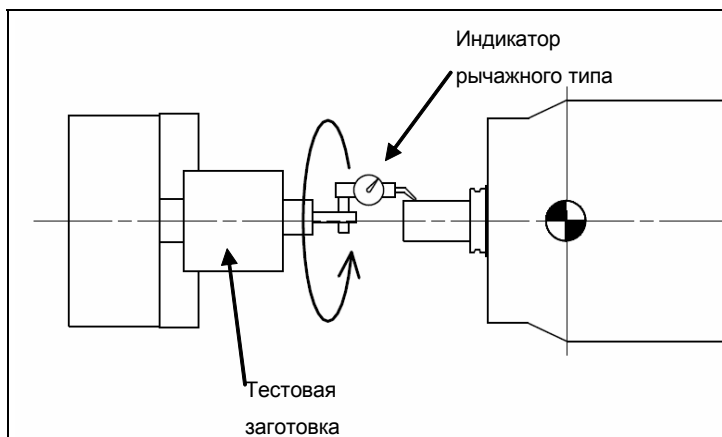 Индикатор
рычажного типа
Тестовая
заготовка